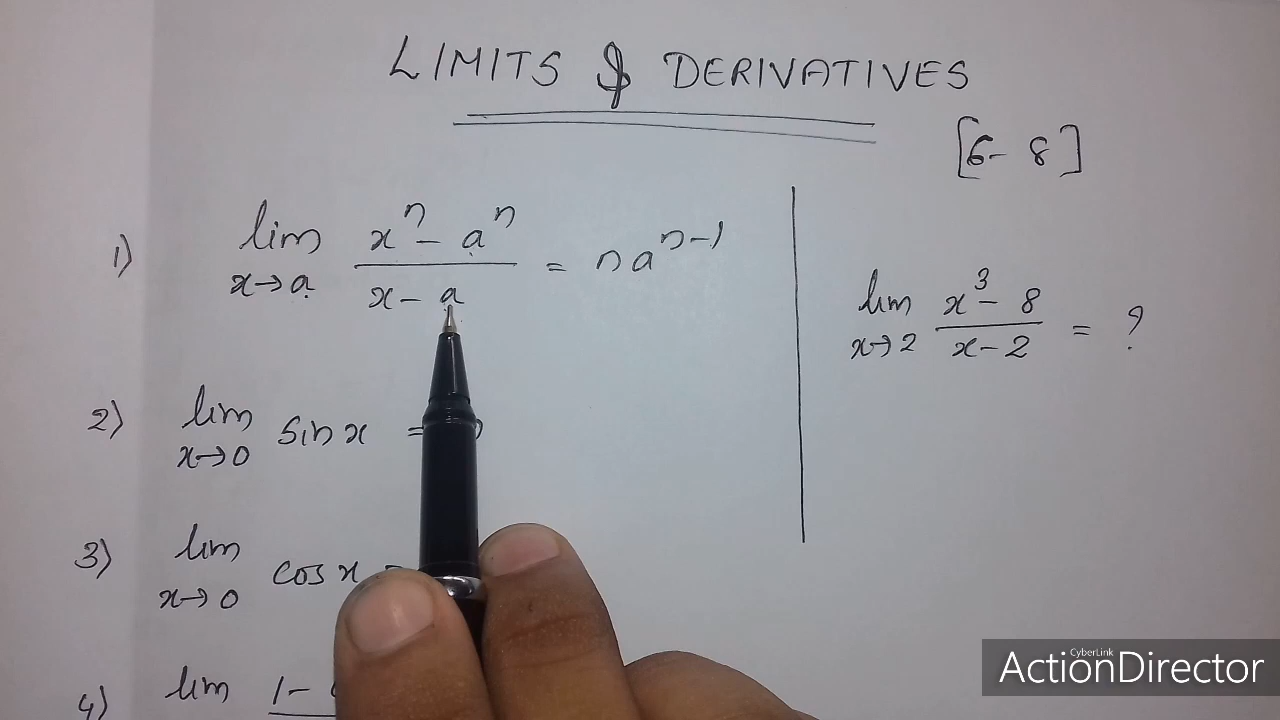 LIMITS & DERIVATIVES
[6- 8]
1) lim x→a (xⁿ - aⁿ)/(x - a) = naⁿ⁻¹
lim x→2 (x³ - 8)/(x - 2) = ?
2) lim x→0 sin x =
3) lim x→0 cos x =
4) lim 1-
CyberLink
ActionDirector